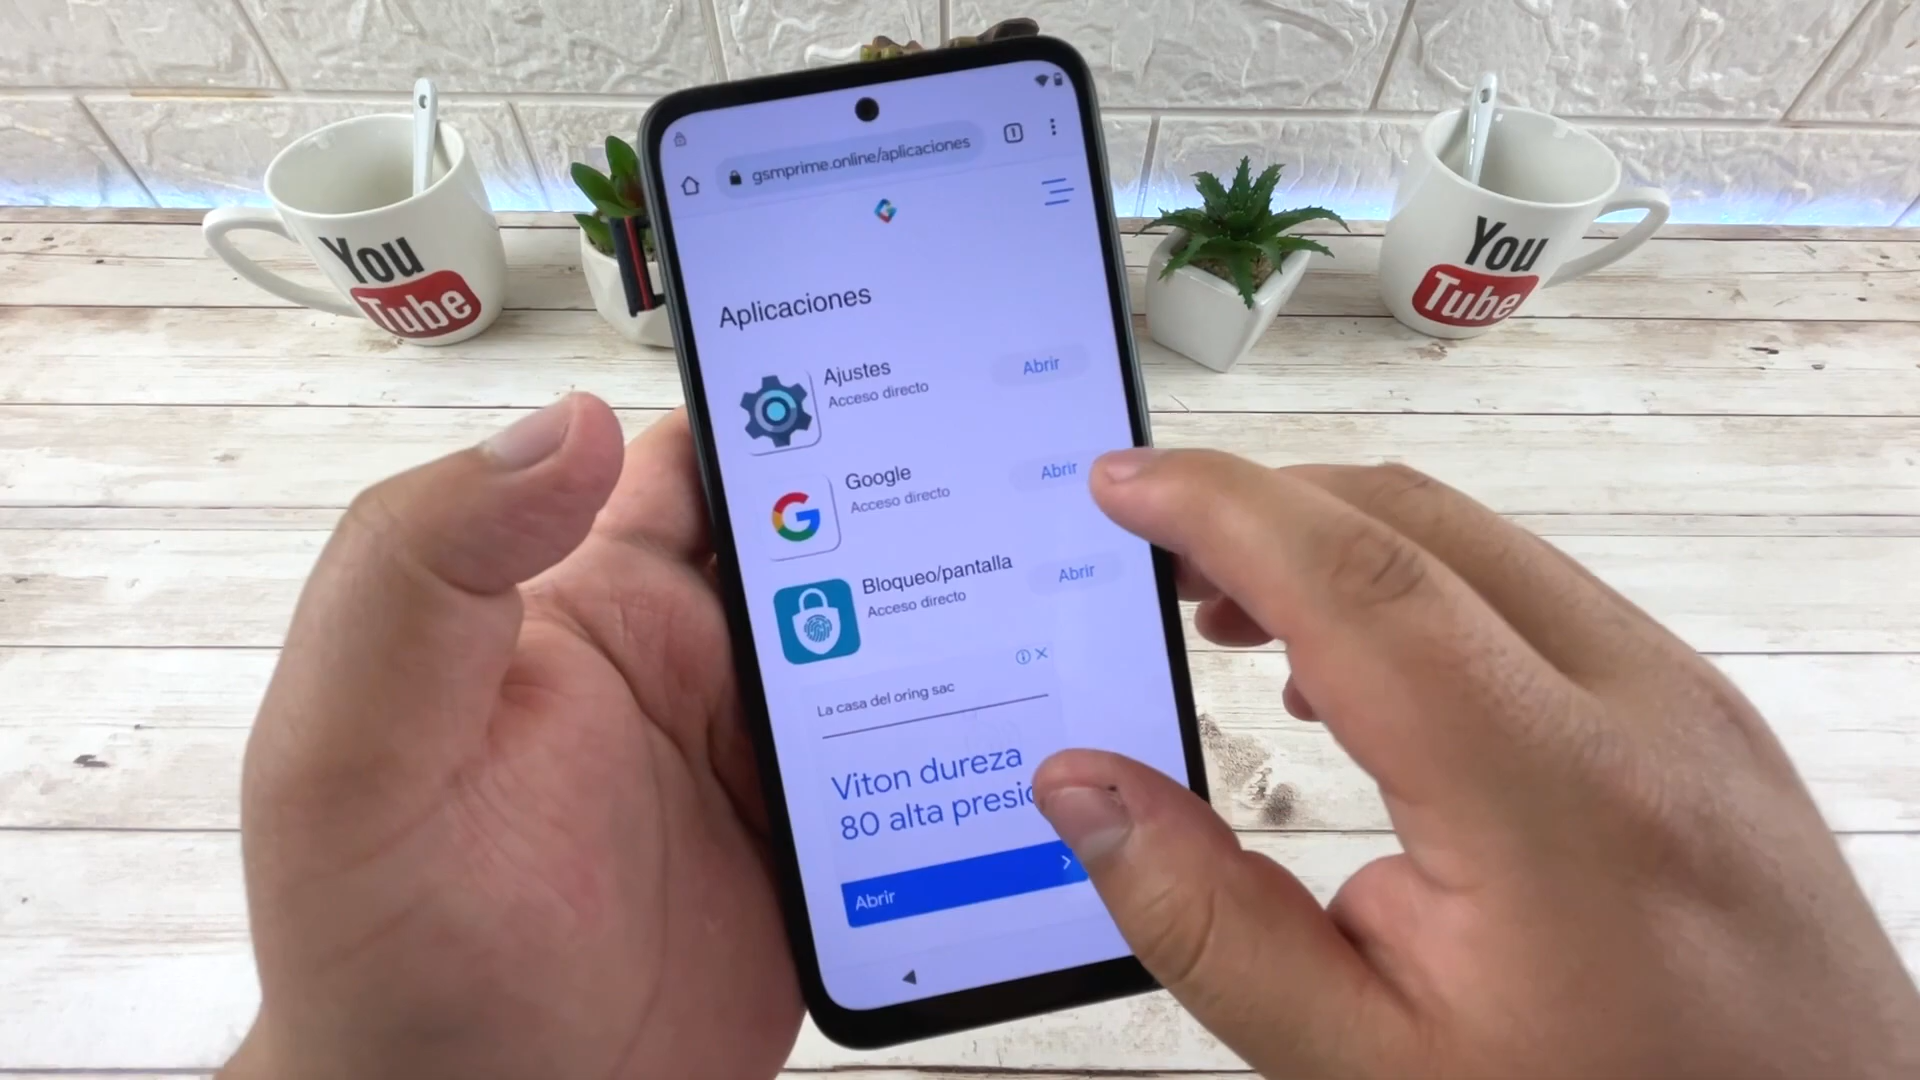 gsmprime.online/aplicaciones
1
Aplicaciones
Ajustes
Acceso directo
Abrir
Google
Acceso directo
Abrir
Bloqueo/pantalla
Acceso directo
Abrir
La casa del oring sac
Viton dureza
80 alta
Abrir
You
Tube
You
Tube